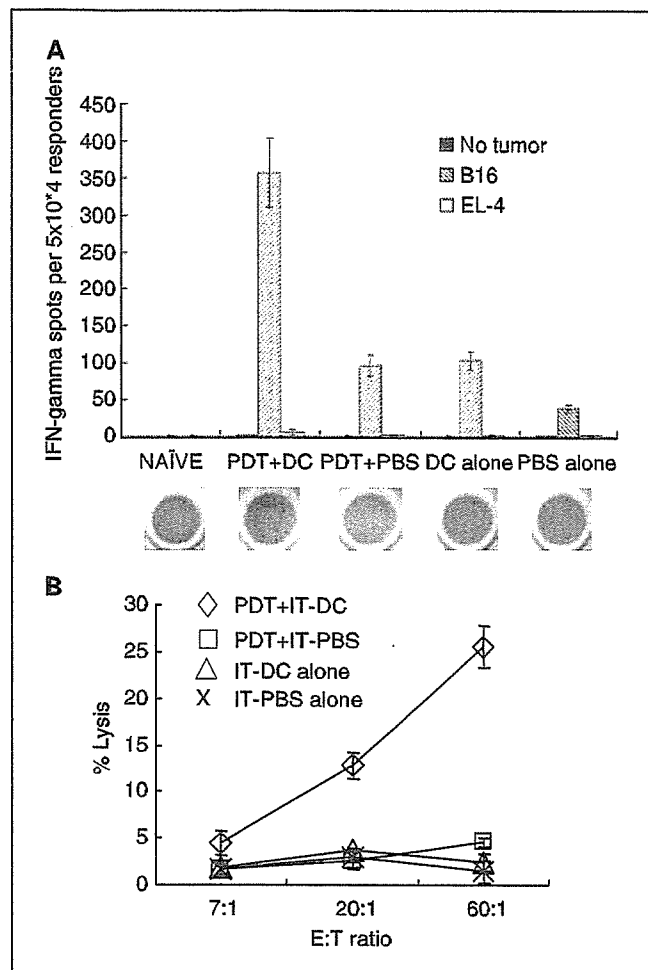 A
IFN-gamma spots per 5x10*4 responders
450
400
350
300
250
200
150
100
50
0
No tumor
B16
EL-4
NAÏVE PDT+DC PDT+PBS DC alone PBS alone
B
% Lysis
30
25
20
15
10
5
0
PDT+IT-DC
PDT+IT-PBS
IT-DC alone
IT-PBS alone
7:1 20:1 60:1
E:T ratio